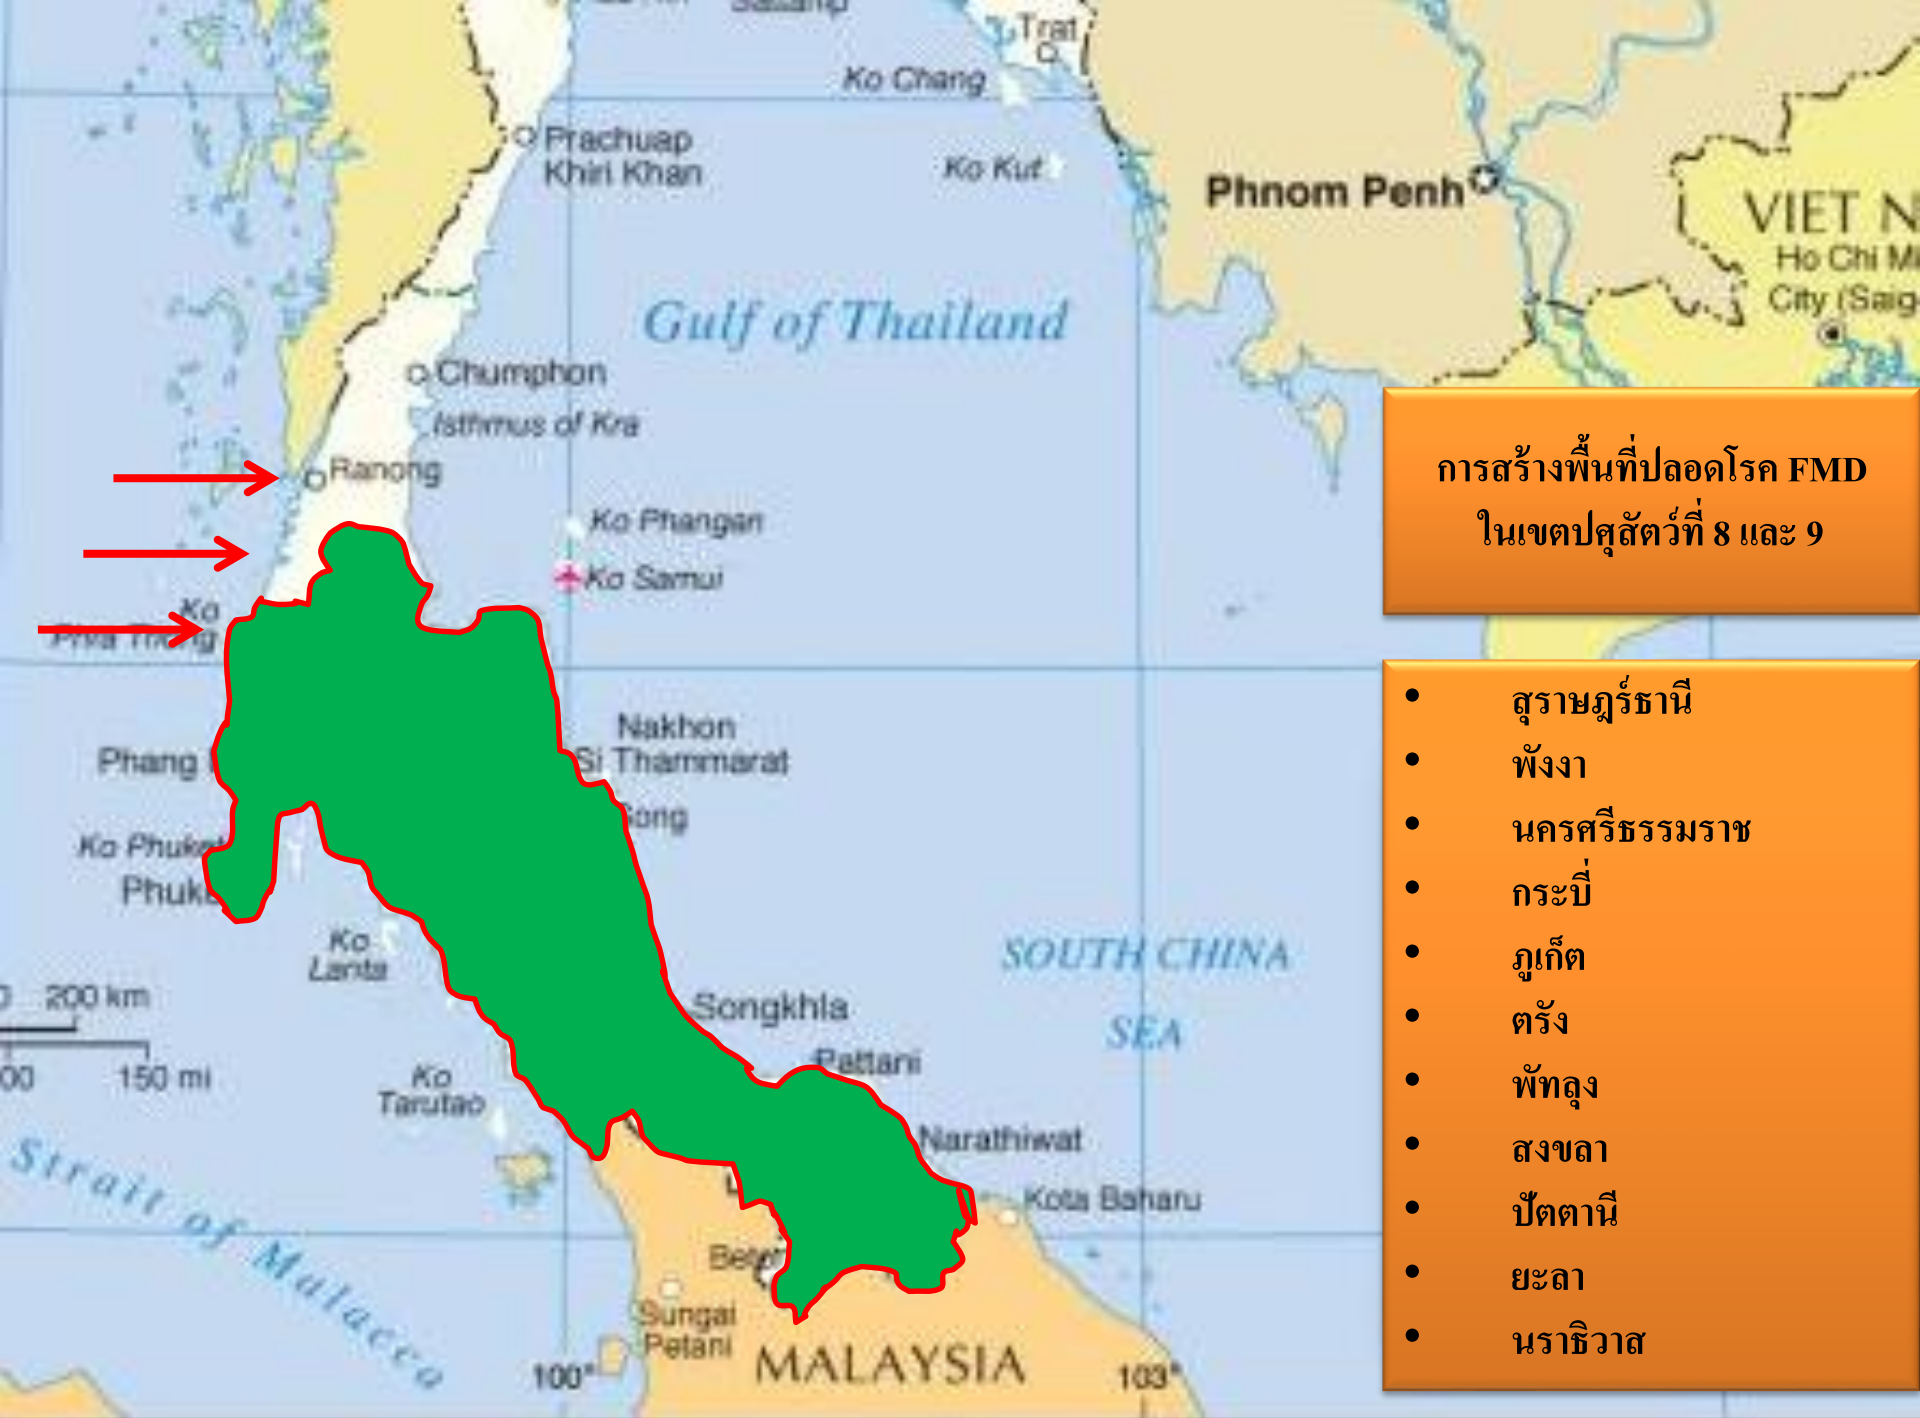 Trat
Ko Chang
Prachuap
Khiri Khan
Ko Kut
Phnom Penh
VIET N
Ho Chi Mi
City (Saig
Gulf of Thailand
Chumphon
Isthmus of Kra
Ranong
Ko Phangan
Ko Samui
Ko
Phra Thong
Nakhon
Si Thammarat
Phang
Song
Ko Phuket
Phuke
Ko
Lanta
SOUTH CHINA
SEA
200 km
150 mi
Songkhla
Pattani
Ko
Tarutao
Narathiwat
Kota Baharu
Strait of Malacca
Sungai
Petani
MALAYSIA
100°
103°
การสร้างพื้นที่ปลอดโรค FMD
ในเขตปศุสัตว์ที่ 8 และ 9
• สุราษฎร์ธานี
• พังงา
• นครศรีธรรมราช
• กระบี่
• ภูเก็ต
• ตรัง
• พัทลุง
• สงขลา
• ปัตตานี
• ยะลา
• นราธิวาส